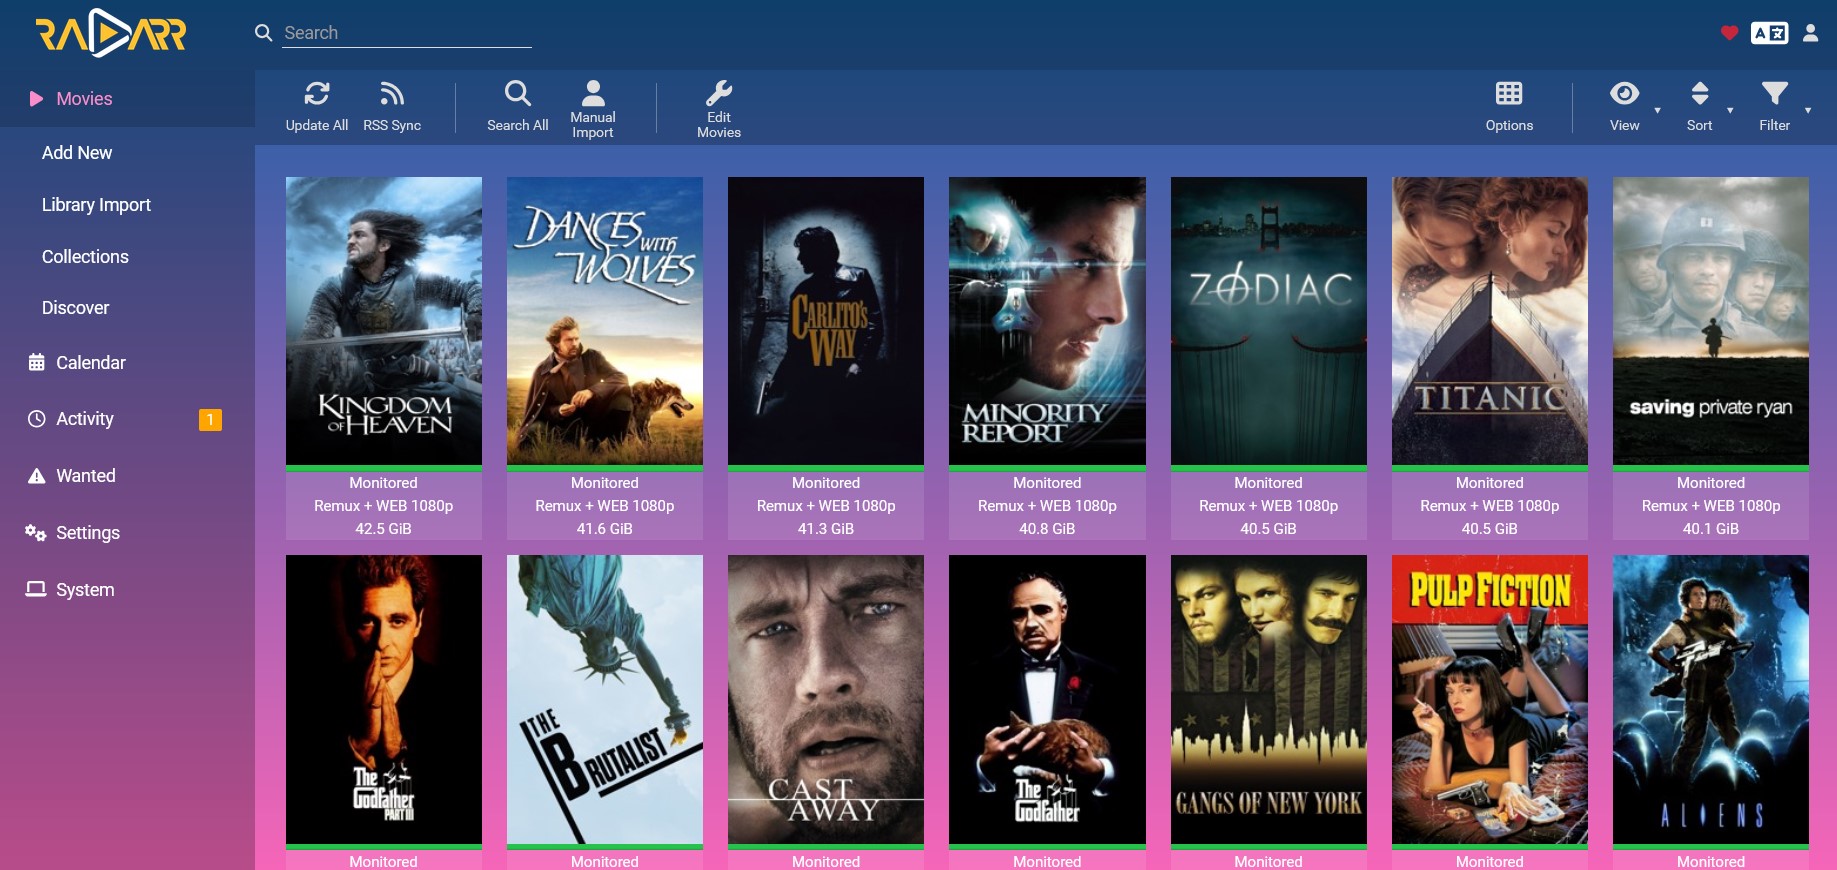 RADARR
Search
A
Movies
Add New
Library Import
Collections
Discover
Calendar
Activity
1
Wanted
Settings
System
Update All
RSS Sync
Search All
Manual
Import
Edit
Movies
Options
View
Sort
Filter
KINGDOM
OF HEAVEN
Monitored
Remux + WEB 1080p
42.5 GiB
DANCES WITH
WOLVES
Monitored
Remux + WEB 1080p
41.6 GiB
CARLITO'S
WAY
Monitored
Remux + WEB 1080p
41.3 GiB
MINORITY
REPORT
Monitored
Remux + WEB 1080p
40.8 GiB
ZODIAC
Monitored
Remux + WEB 1080p
40.5 GiB
TITANIC
Monitored
Remux + WEB 1080p
40.5 GiB
saving private ryan
Monitored
Remux + WEB 1080p
40.1 GiB
The
Godfather
PART III
Monitored
THE
BRUTALIST
Monitored
CAST
AWAY
Monitored
The
Godfather
Monitored
GANGS OF NEW YORK
Monitored
PULP FICTION
Monitored
ALIENS
Monitored